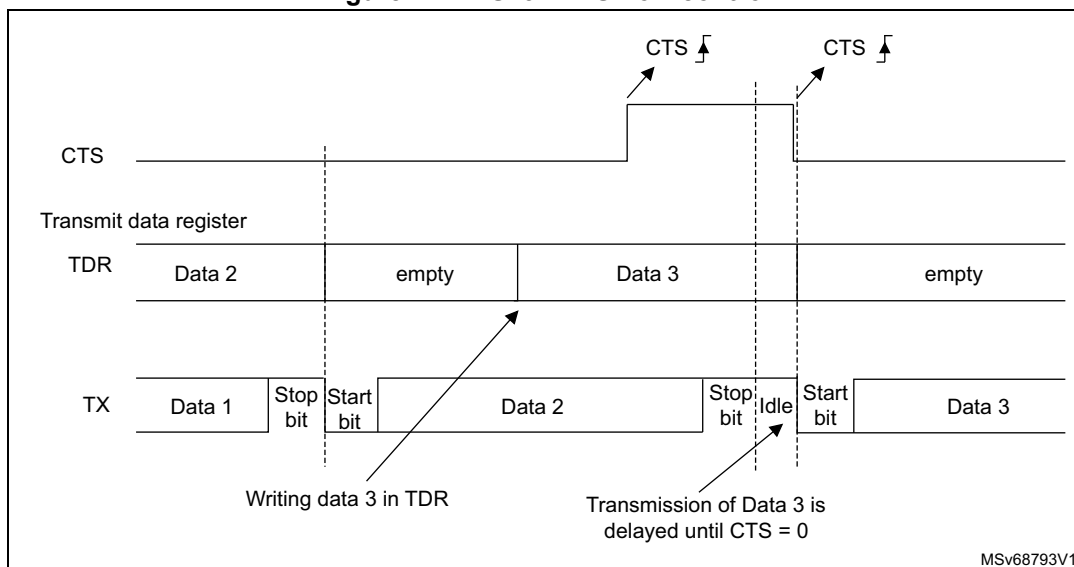 CTS CTS
CTS
Transmit data register
TDR Data 2 empty Data 3 empty
TX Data 1 Stop bit Start bit Data 2 Stop bit Idle Start bit Data 3
Writing data 3 in TDR
Transmission of Data 3 is
delayed until CTS = 0
MSv68793V1